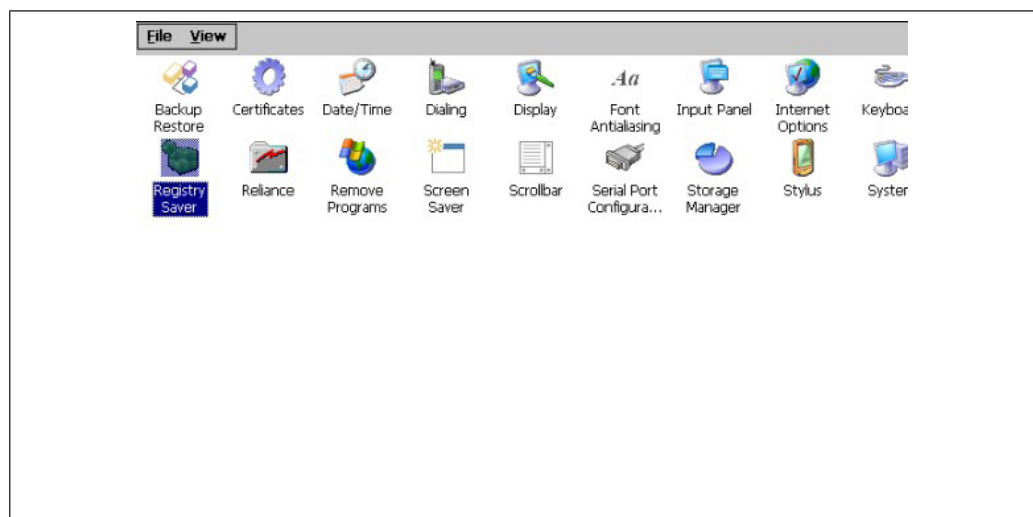 File View
Backup Restore
Certificates
Date/Time
Dialing
Display
Aa
Font Antialiasing
Input Panel
Internet Options
Keyboa
Registry Saver
Reliance
Remove Programs
Screen Saver
Scrollbar
Serial Port Configura...
Storage Manager
Stylus
System